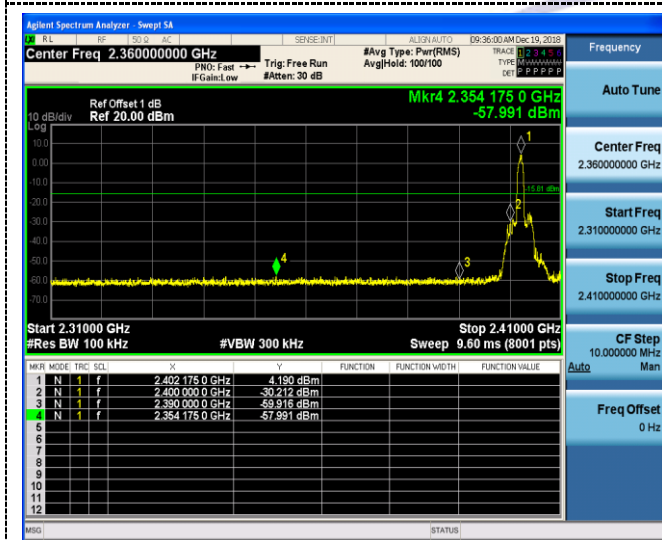 Agilent Spectrum Analyzer - Swept SA
RL RF 50 Ω AC SENSE:INT ALIGN AUTO 09:36:00 AM Dec 19, 2018
Center Freq 2.360000000 GHz
PNO: Fast
IFGain:Low
Trig: Free Run
#Atten: 30 dB
#Avg Type: Pwr(RMS)
Avg|Hold: 100/100
TRACE 1 2 3 4 5 6
TYPE
DET P P P P P P
Mkr4 2.354 175 0 GHz
-57.991 dBm
Ref Offset 1 dB
10 dB/div Ref 20.00 dBm
Log
10.0
0.00
-10.0
-20.0
-30.0
-40.0
-50.0
-60.0
-70.0
1
-15.81 dBm
2
3
4
Start 2.31000 GHz Stop 2.41000 GHz
#Res BW 100 kHz #VBW 300 kHz Sweep 9.60 ms (8001 pts)
MKR MODE TRC SCL X Y FUNCTION FUNCTION WIDTH FUNCTION VALUE
1 N 1 f 2.402 175 0 GHz 4.190 dBm
2 N 1 f 2.400 000 0 GHz -30.212 dBm
3 N 1 f 2.390 000 0 GHz -59.916 dBm
4 N 1 f 2.354 175 0 GHz -57.991 dBm
5
6
7
8
9
10
11
12
MSG STATUS
Frequency
Auto Tune
Center Freq
2.360000000 GHz
Start Freq
2.310000000 GHz
Stop Freq
2.410000000 GHz
CF Step
10.000000 MHz
Auto Man
Freq Offset
0 Hz